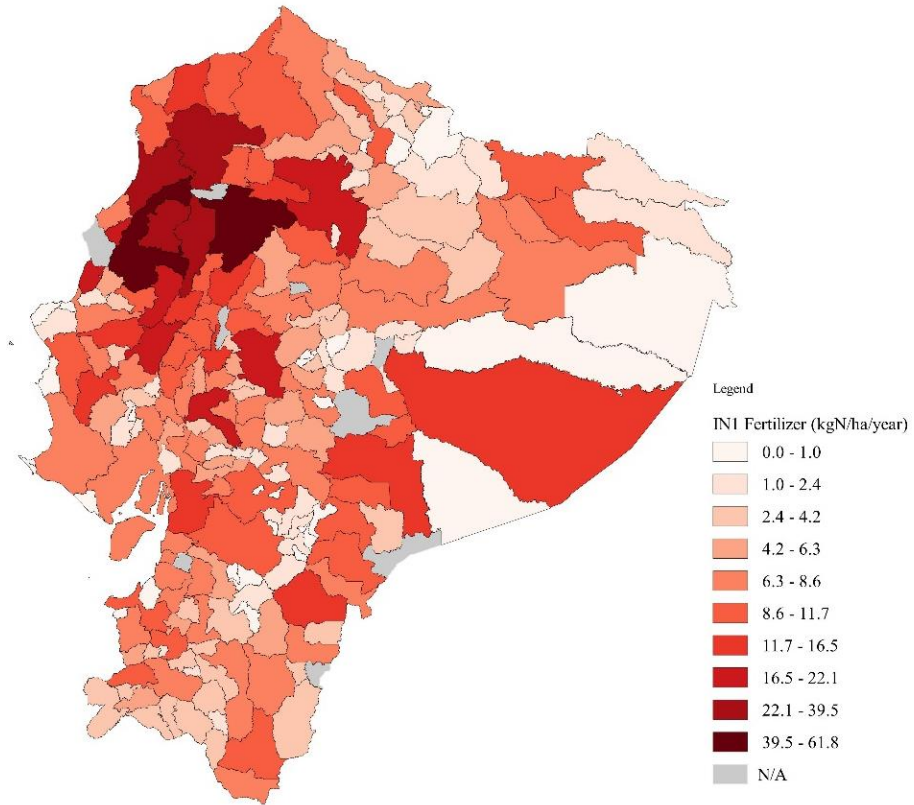 Legend
IN1 Fertilizer (kgN/ha/year)
0.0 - 1.0
1.0 - 2.4
2.4 - 4.2
4.2 - 6.3
6.3 - 8.6
8.6 - 11.7
11.7 - 16.5
16.5 - 22.1
22.1 - 39.5
39.5 - 61.8
N/A